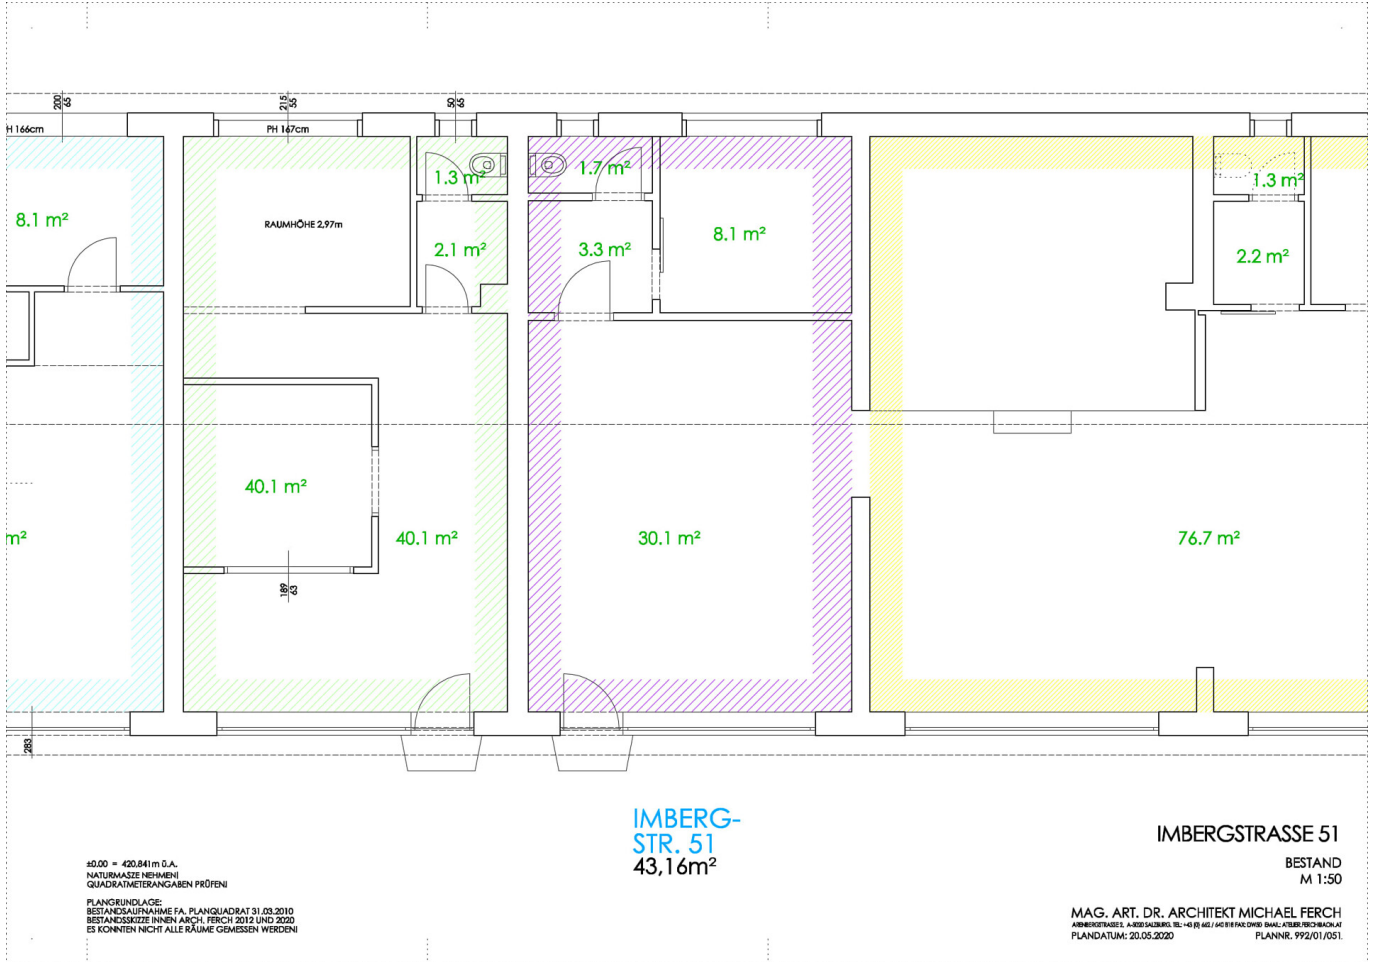 200
65
215
55
50
65
H 166cm
PH 167cm
8.1 m²
RAUMHÖHE 2,97m
1.3 m²
2.1 m²
1.7 m²
3.3 m²
8.1 m²
1.3 m²
2.2 m²
40.1 m²
m²
40.1 m²
30.1 m²
76.7 m²
189
63
283
IMBERG-
STR. 51
43,16m²
±0.00 = 420,841m ü.A.
NATURMASZE NEHMEN!
QUADRATMETERANGABEN PRÜFEN!
PLANGRUNDLAGE:
BESTANDSAUFNAHME FA. PLANQUADRAT 31.03.2010
BESTANDSSKIZZE INNEN ARCH. FERCH 2012 UND 2020
ES KONNTEN NICHT ALLE RÄUME GEMESSEN WERDEN!
IMBERGSTRASSE 51
BESTAND
M 1:50
MAG. ART. DR. ARCHITEKT MICHAEL FERCH
PLANDATUM: 20.05.2020 PLANNR. 992/01/051